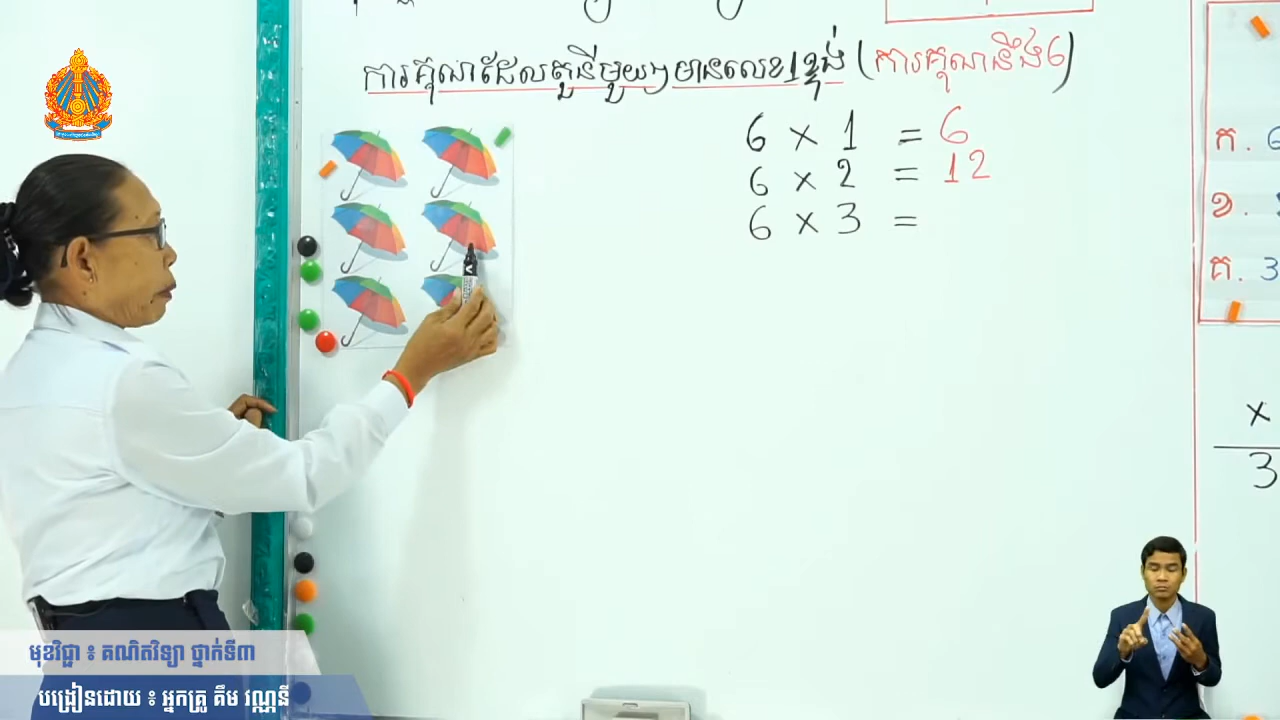 ការគុណដែលតួនីមួយៗមានលេខ1ខ្ទង់ (ការគុណនឹង6)
6 × 1 = 6
6 × 2 = 12
6 × 3 =
ក. 6
ខ.
គ. 3
×
3
មុខវិជ្ជា ៖ គណិតវិទ្យា ថ្នាក់ទី៣
បង្រៀនដោយ ៖ អ្នកគ្រូ គឹម វណ្ណនី